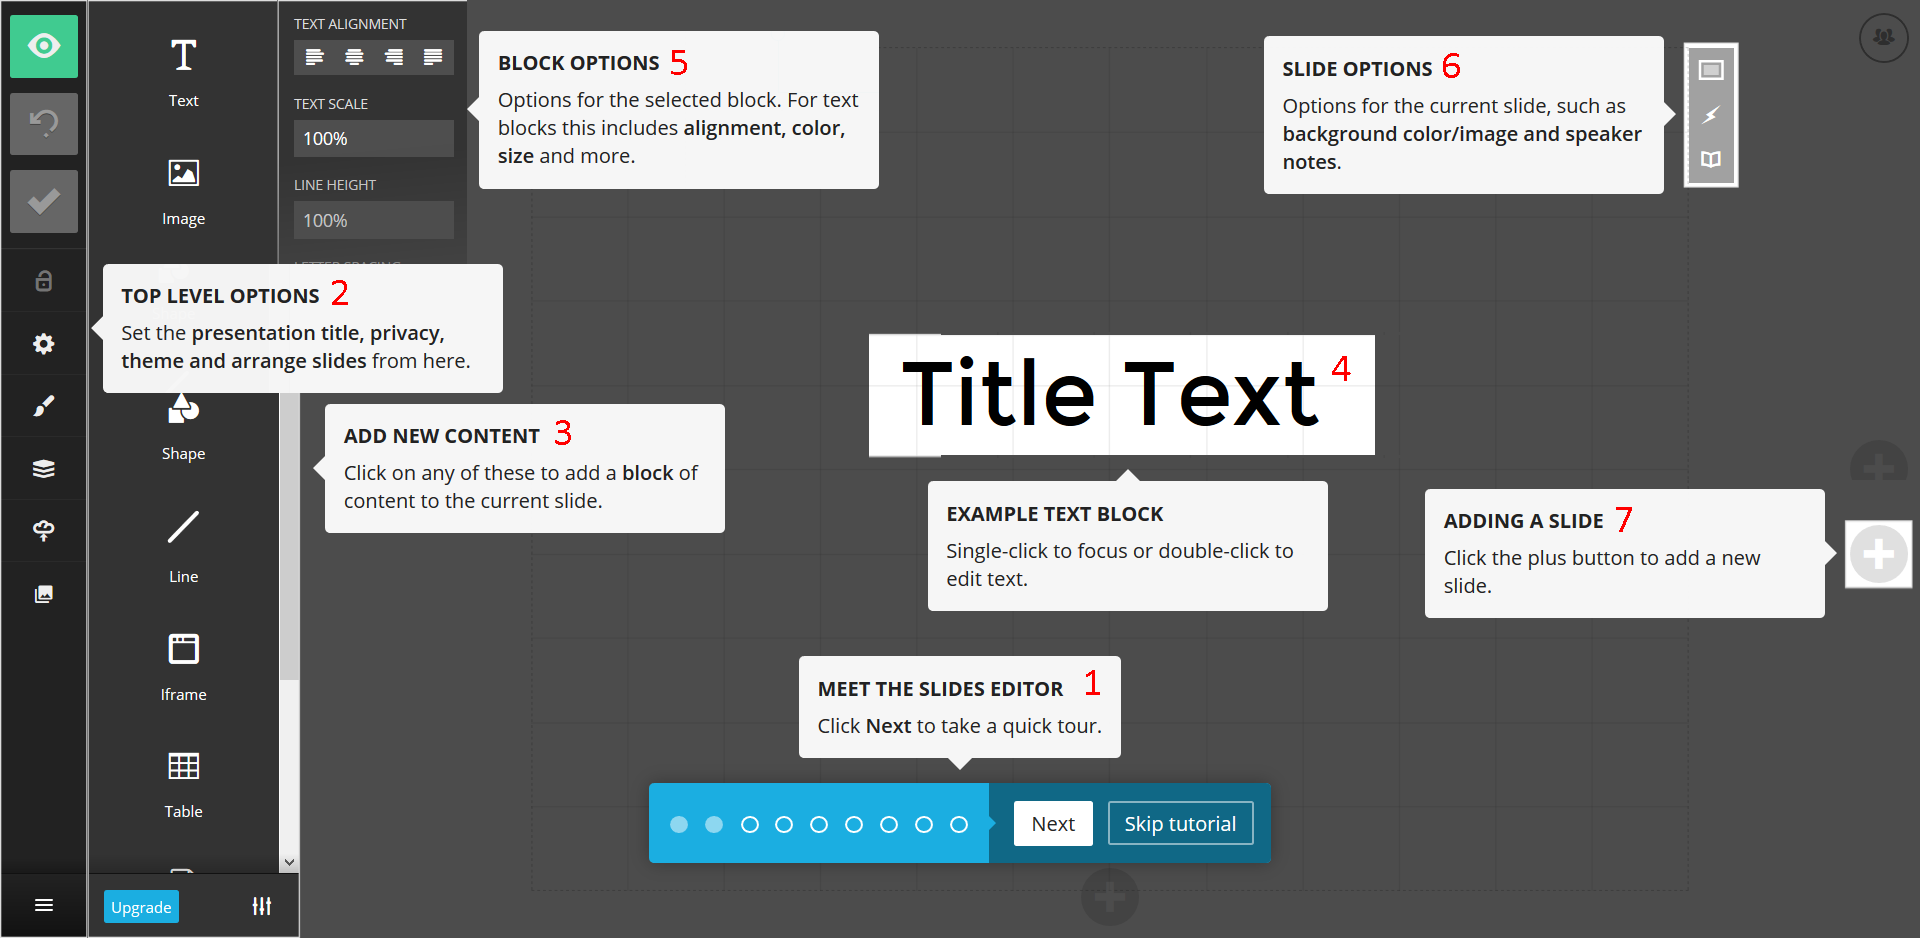 Text
Image
Shape
Line
Iframe
Table
Upgrade
TEXT ALIGNMENT
TEXT SCALE
100%
LINE HEIGHT
100%
BLOCK OPTIONS 5
Options for the selected block. For text
blocks this includes alignment, color,
size and more.
SLIDE OPTIONS 6
Options for the current slide, such as
background color/image and speaker
notes.
TOP LEVEL OPTIONS 2
Set the presentation title, privacy,
theme and arrange slides from here.
ADD NEW CONTENT 3
Click on any of these to add a block of
content to the current slide.
Title Text 4
EXAMPLE TEXT BLOCK
Single-click to focus or double-click to
edit text.
ADDING A SLIDE 7
Click the plus button to add a new
slide.
MEET THE SLIDES EDITOR 1
Click Next to take a quick tour.
Next
Skip tutorial